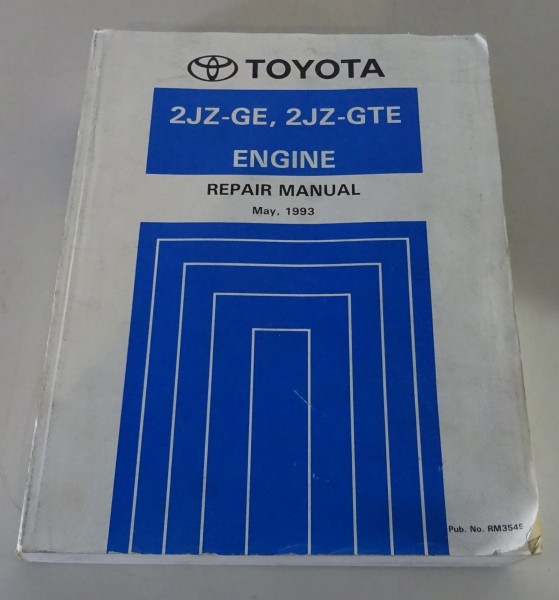 TOYOTA
2JZ-GE, 2JZ-GTE
ENGINE
REPAIR MANUAL
May, 1993
Pub. No. RM354